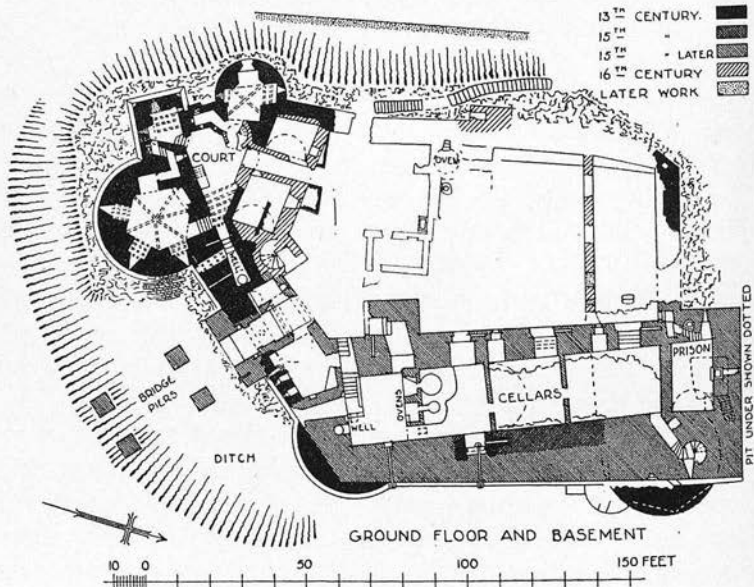 13TH CENTURY.
15TH "
15TH " LATER
16TH CENTURY
LATER WORK
COURT
OVEN
WELL
PRISON
PIT UNDER SHOWN DOTTED
BRIDGE
PIERS
OVENS
CELLARS
WELL
DITCH
GROUND FLOOR AND BASEMENT
10 0 50 100 150 FEET